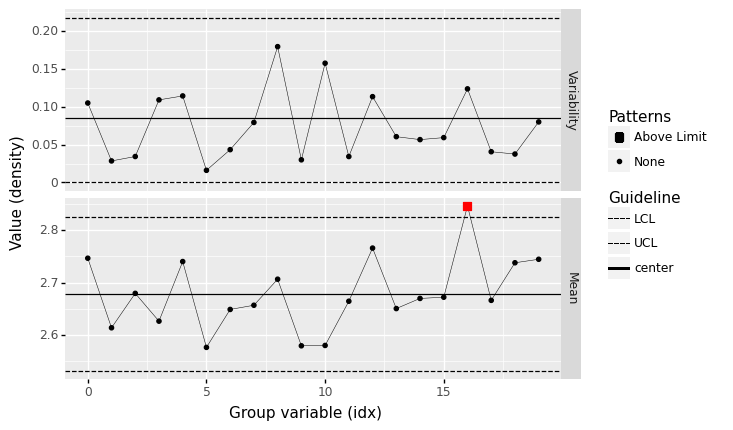 0.20
0.15
0.10
0.05
0
Variability
2.8
2.7
2.6
Mean
0 5 10 15
Group variable (idx)
Value (density)
Patterns
Above Limit
None
Guideline
LCL
UCL
center